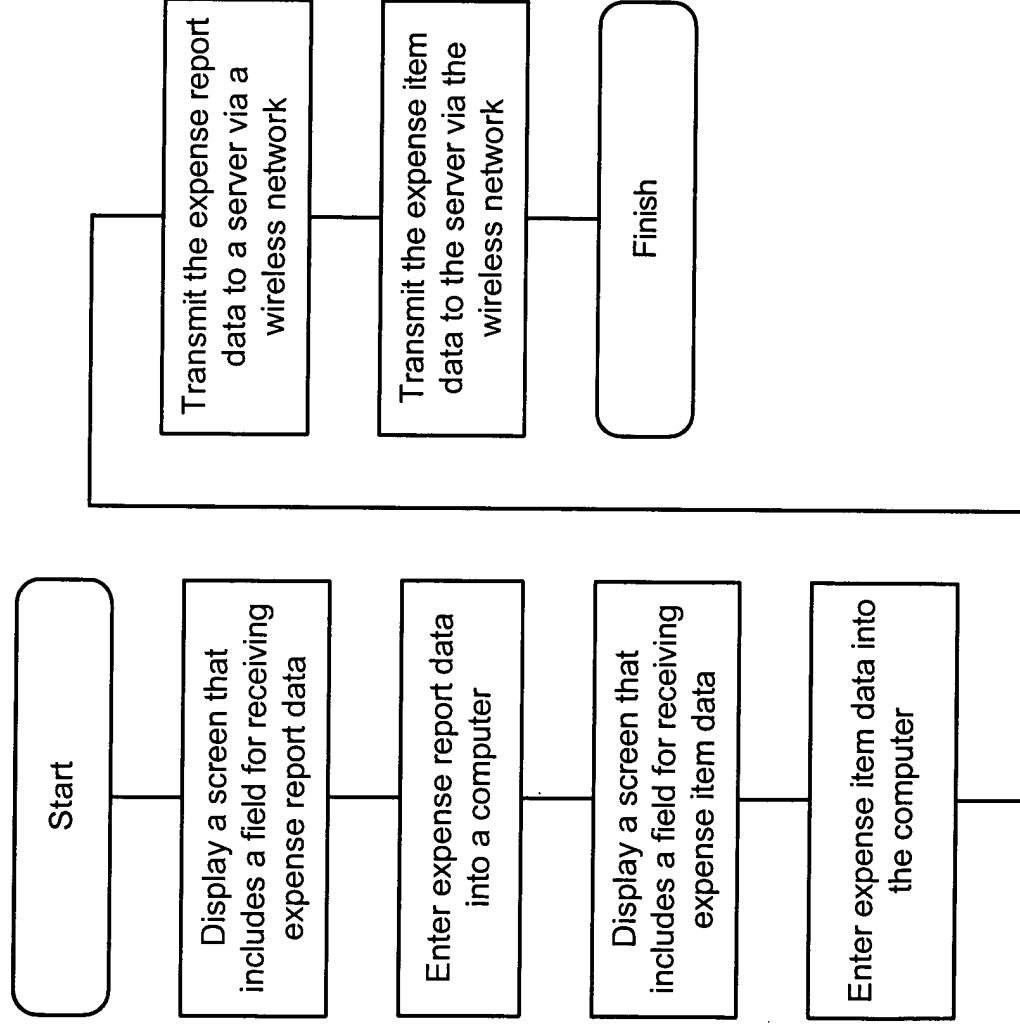 Start
Display a screen that
includes a field for receiving
expense report data
Enter expense report data
into a computer
Display a screen that
includes a field for receiving
expense item data
Enter expense item data into
the computer
Transmit the expense report
data to a server via a
wireless network
Transmit the expense item
data to the server via the
wireless network
Finish